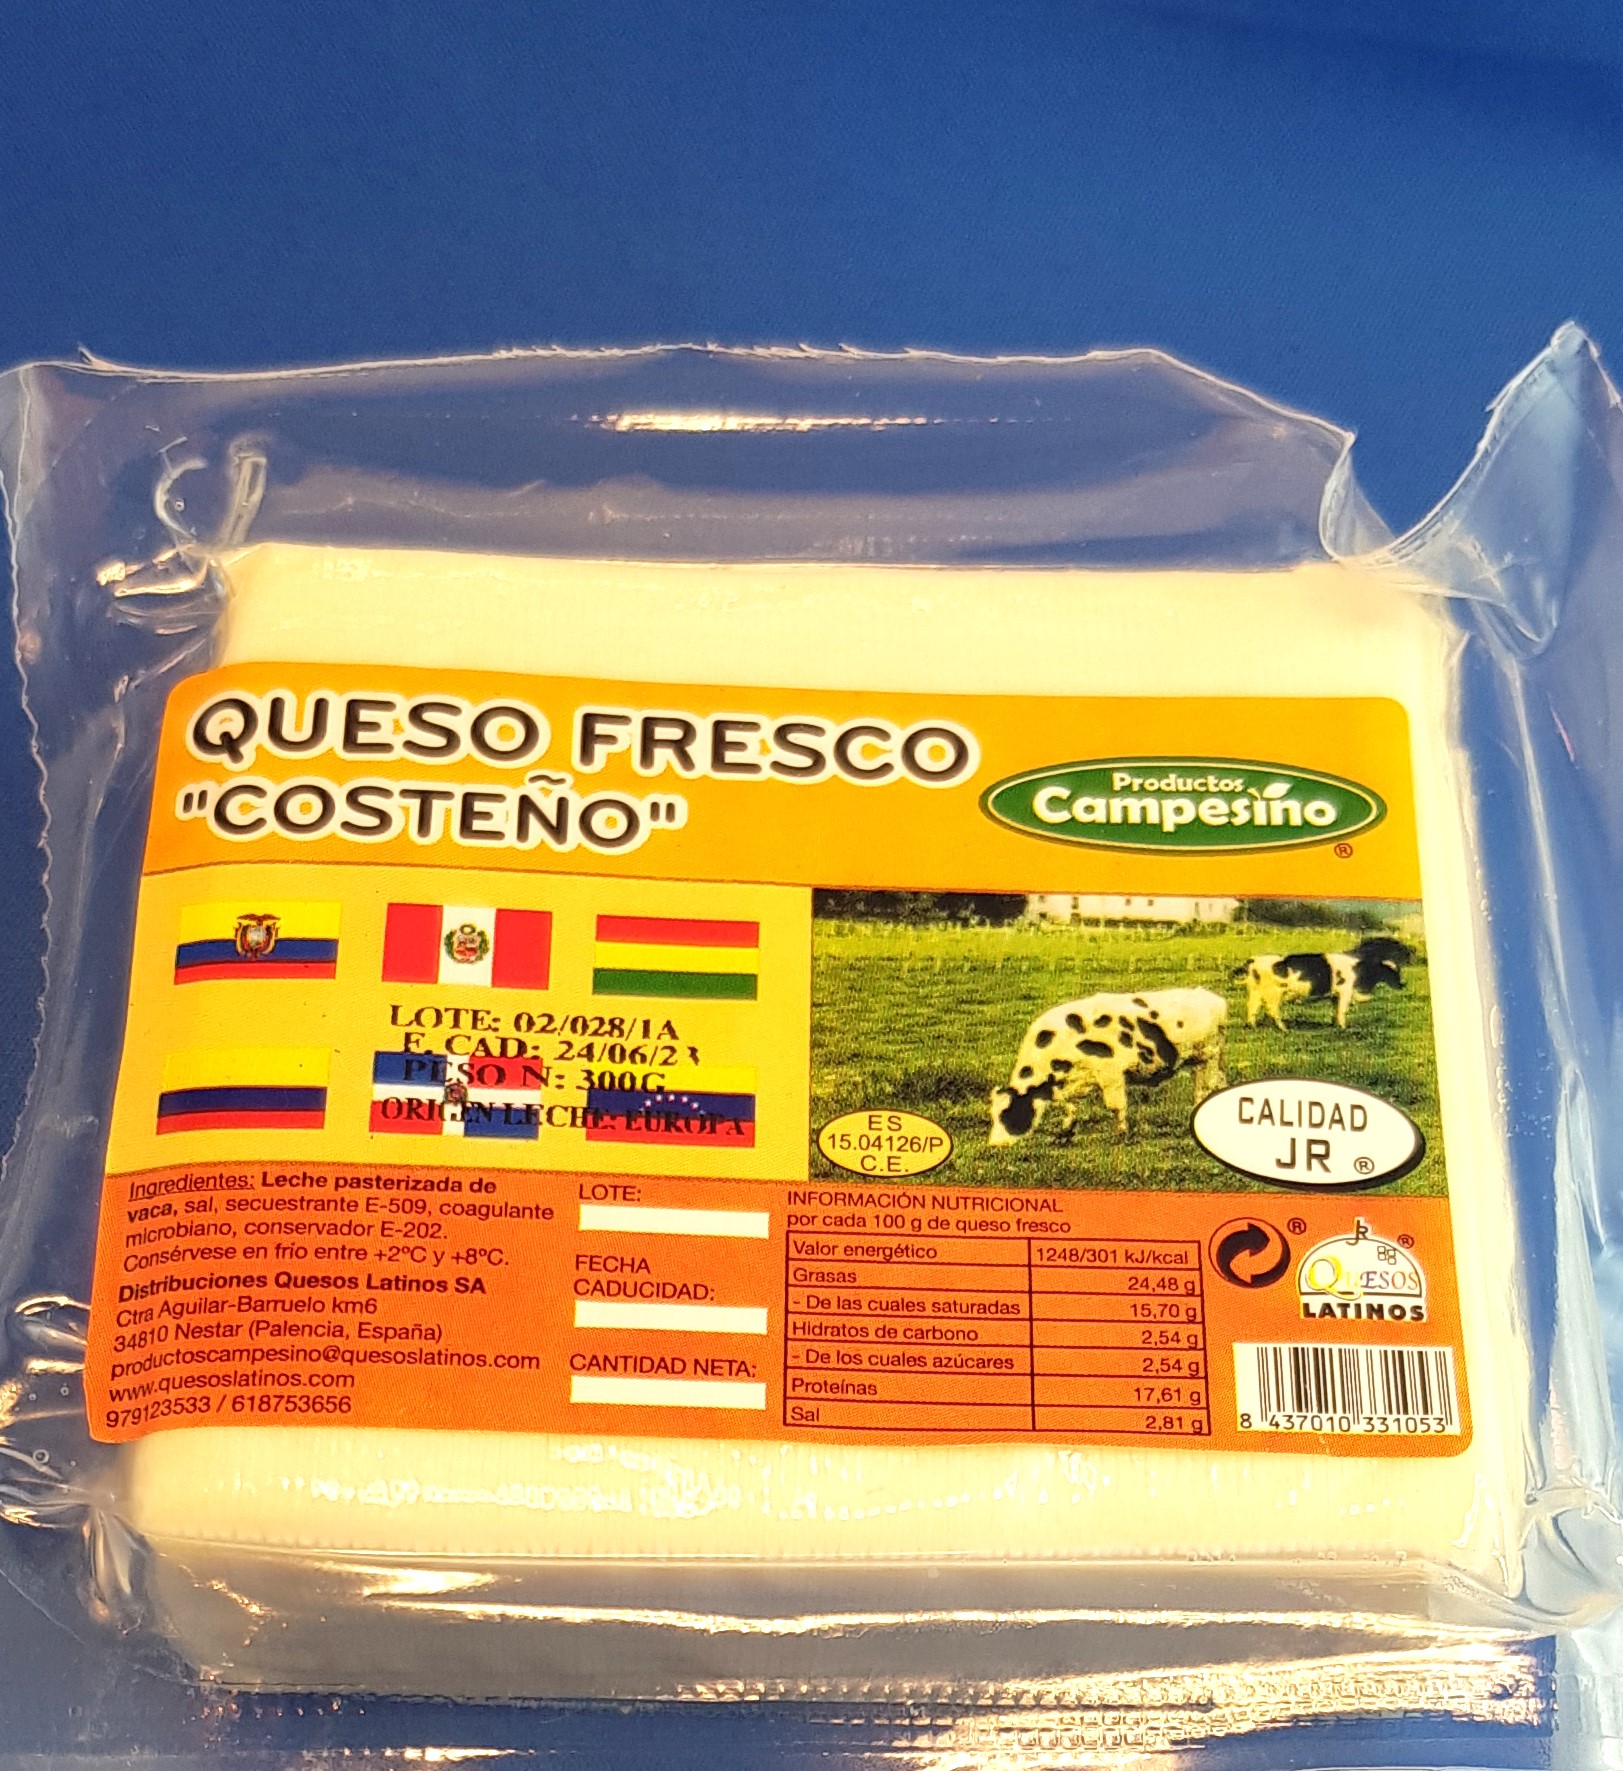 QUESO FRESCO
"COSTEÑO"
Productos
Campesino
®
LOTE: 02/028/1A
F. CAD: 24/06/23
PESO N: 300G
ORIGEN LECHE: EUROPA
ES
15.04126/P
C.E.
CALIDAD
JR ®
Ingredientes: Leche pasterizada de
vaca, sal, secuestrante E-509, coagulante
microbiano, conservador E-202.
Consérvese en frío entre +2ºC y +8ºC.
Distribuciones Quesos Latinos SA
Ctra Aguilar-Barruelo km6
34810 Nestar (Palencia, España)
productoscampesino@quesoslatinos.com
www.quesoslatinos.com
979123533 / 618753656
LOTE:
FECHA
CADUCIDAD:
CANTIDAD NETA:
INFORMACIÓN NUTRICIONAL
por cada 100 g de queso fresco
Valor energético 1248/301 kJ/kcal
Grasas 24,48 g
- De las cuales saturadas 15,70 g
Hidratos de carbono 2,54 g
- De los cuales azúcares 2,54 g
Proteínas 17,61 g
Sal 2,81 g
®
JR ®
QUESOS
LATINOS
8 437010 331053